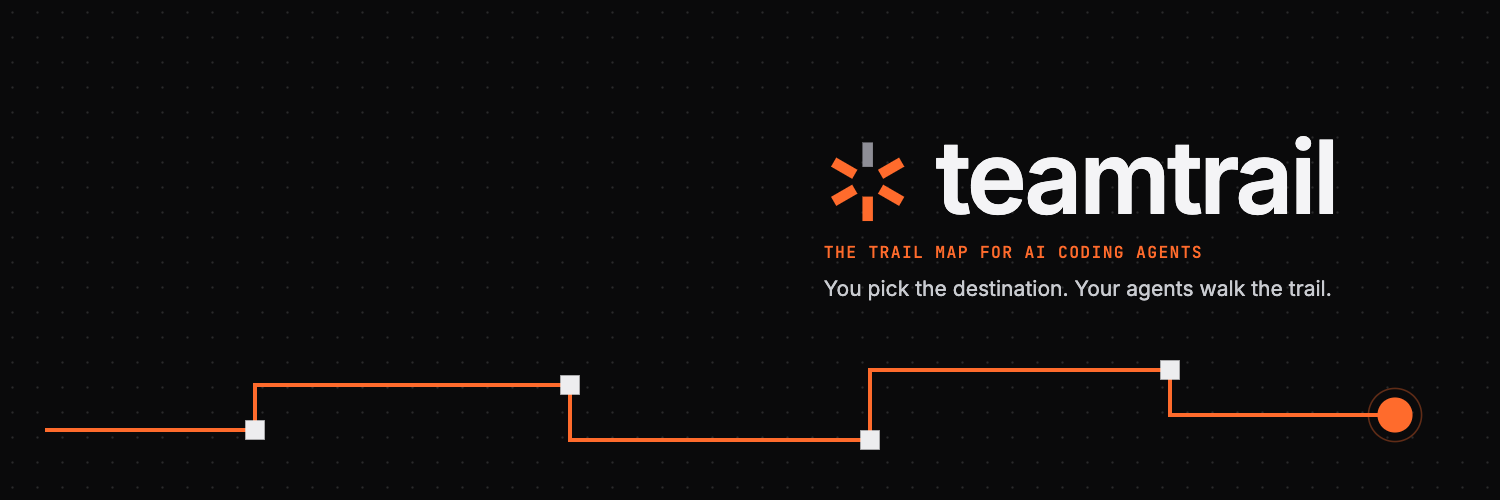 teamtrail
THE TRAIL MAP FOR AI CODING AGENTS
You pick the destination. Your agents walk the trail.